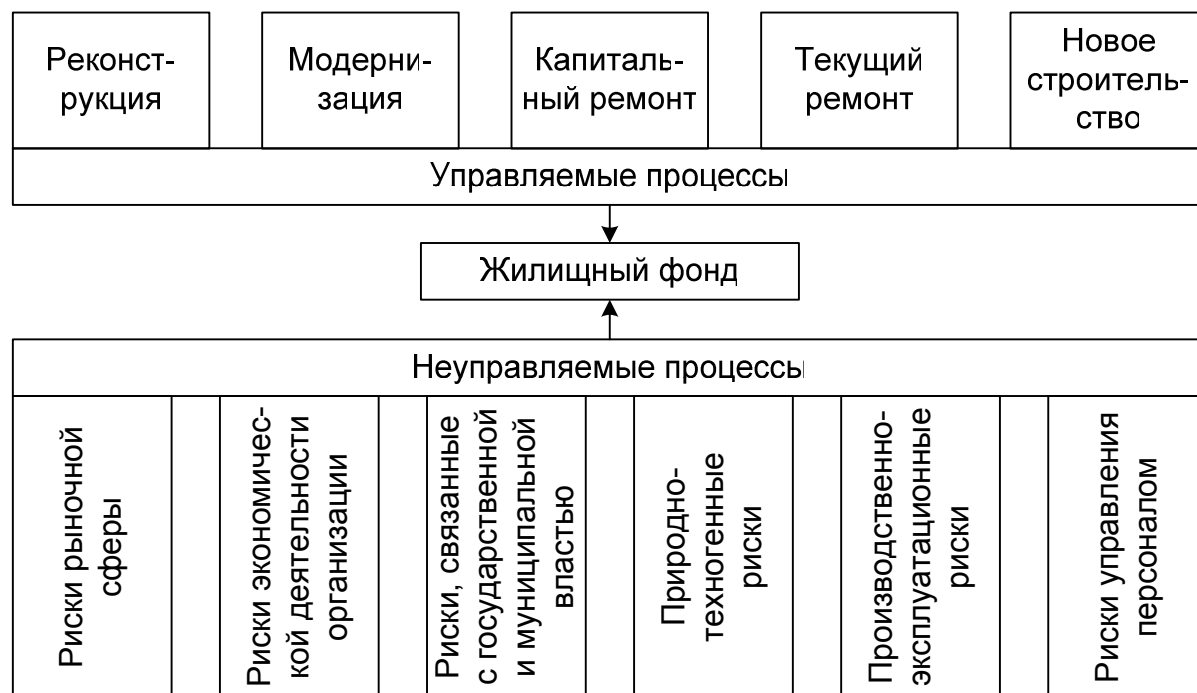 Реконст-
рукция
Модерни-
зация
Капиталь-
ный ремонт
Текущий
ремонт
Новое
строитель-
ство
Управляемые процессы
Жилищный фонд
Неуправляемые процессы
Риски рыночной
сферы
Риски экономичес-
кой деятельности
организации
Риски, связанные
с государственной
и муниципальной
властью
Природно-
техногенные
риски
Производственно-
эксплуатационные
риски
Риски управления
персоналом